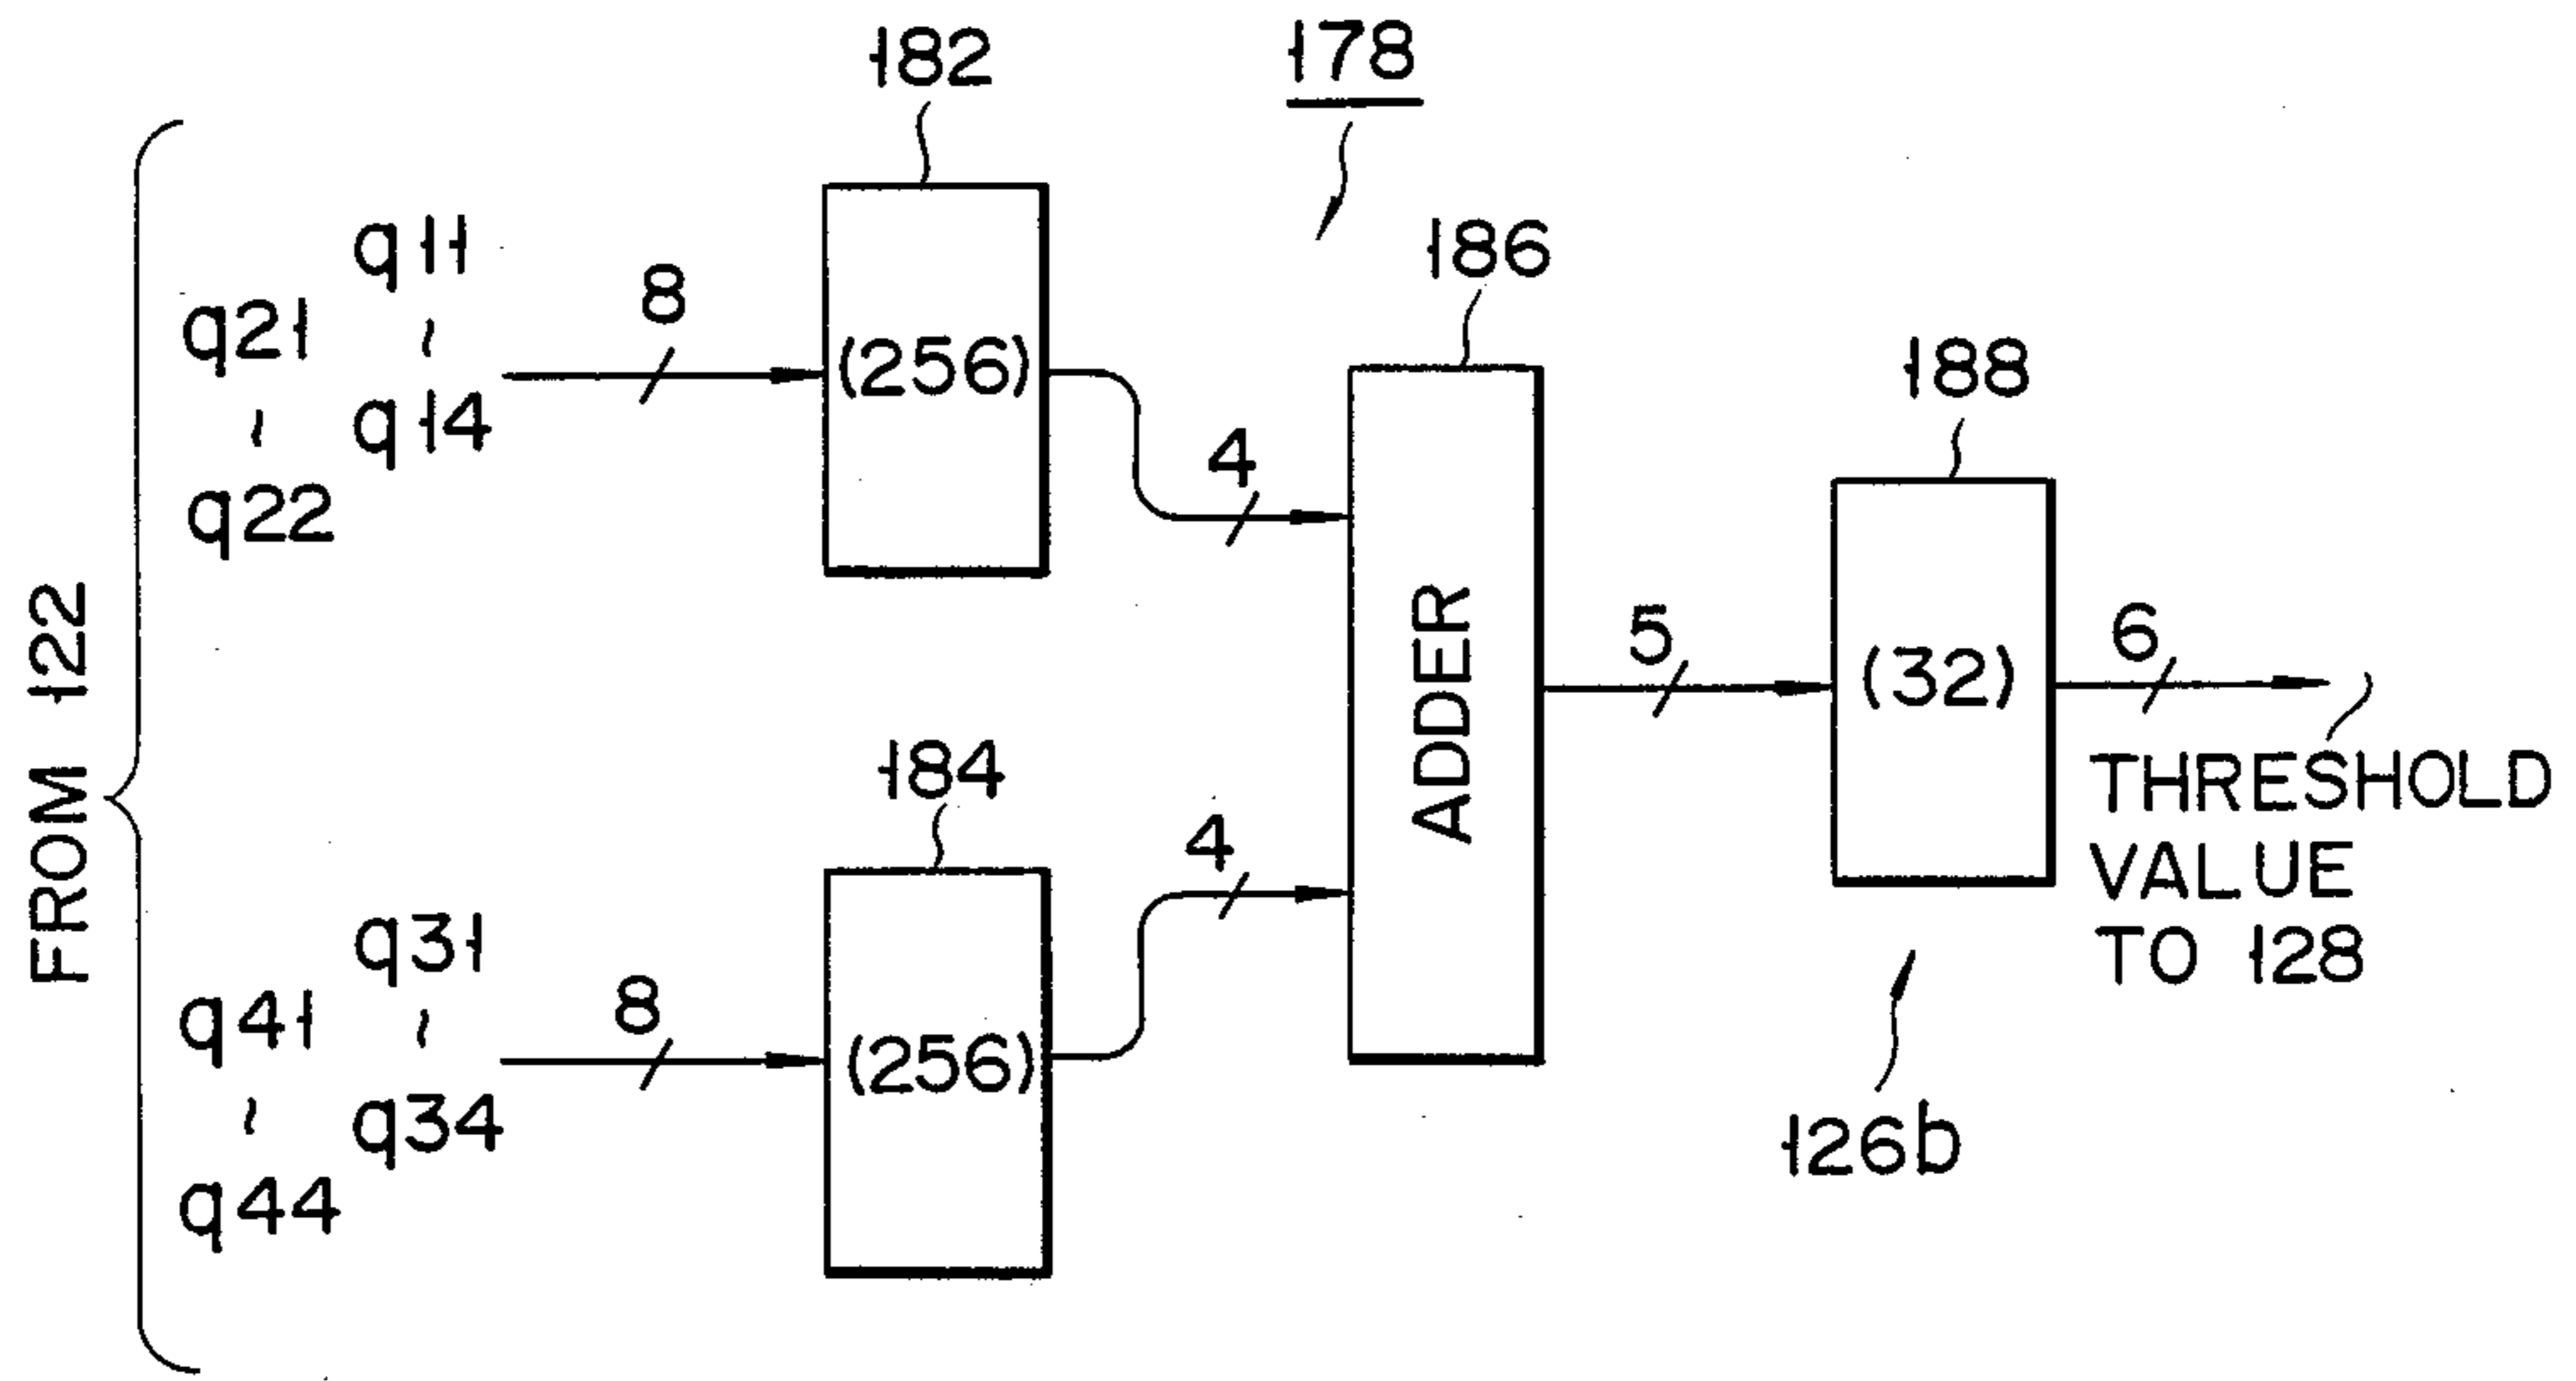 182
178
q11
~
q14
q21
~
q22
8
(256)
186
4
188
ADDER
5
(32)
6
THRESHOLD
VALUE
TO 128
FROM 122
184
4
q31
~
q34
q41
~
q44
8
(256)
126b